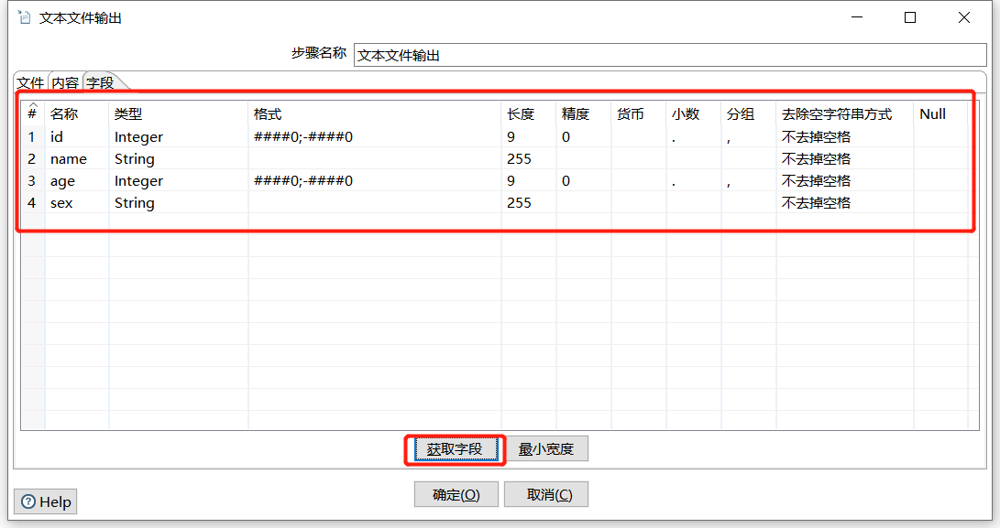 文本文件输出
步骤名称 文本文件输出
文件 内容 字段
# 名称 类型 格式 长度 精度 货币 小数 分组 去除空字符串方式 Null
1 id Integer ####0;-####0 9 0 . , 不去掉空格
2 name String 255 不去掉空格
3 age Integer ####0;-####0 9 0 . , 不去掉空格
4 sex String 255 不去掉空格
获取字段 最小宽度
确定(O) 取消(C)
Help